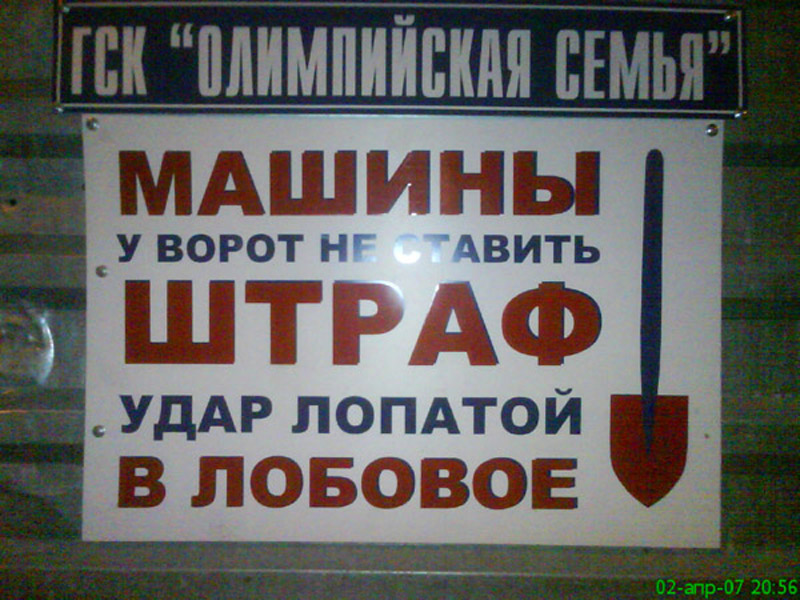 ГСК “ОЛИМПИЙСКАЯ СЕМЬЯ”
МАШИНЫ
У ВОРОТ НЕ СТАВИТЬ
ШТРАФ
УДАР ЛОПАТОЙ
В ЛОБОВОЕ
02-апр-07 20:56